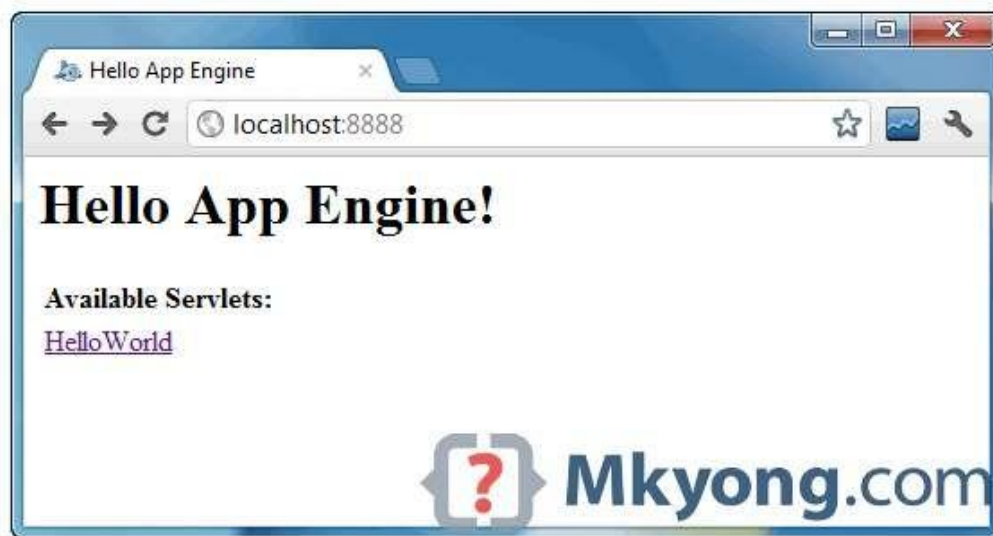 Hello App Engine
localhost:8888
Hello App Engine!
Available Servlets:
HelloWorld
Mkyong.com